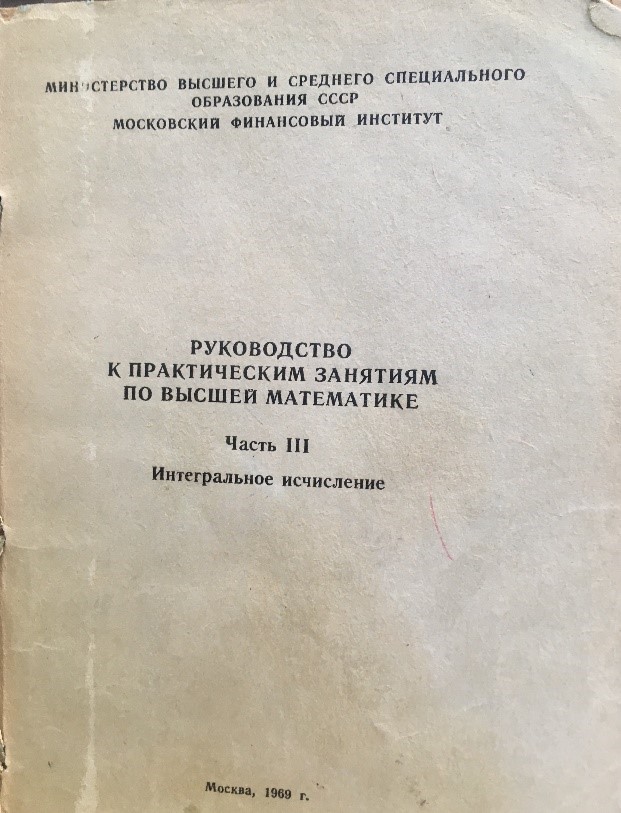 МИНИСТЕРСТВО ВЫСШЕГО И СРЕДНЕГО СПЕЦИАЛЬНОГО
ОБРАЗОВАНИЯ СССР
МОСКОВСКИЙ ФИНАНСОВЫЙ ИНСТИТУТ
РУКОВОДСТВО
К ПРАКТИЧЕСКИМ ЗАНЯТИЯМ
ПО ВЫСШЕЙ МАТЕМАТИКЕ
Часть III
Интегральное исчисление
Москва, 1969 г.